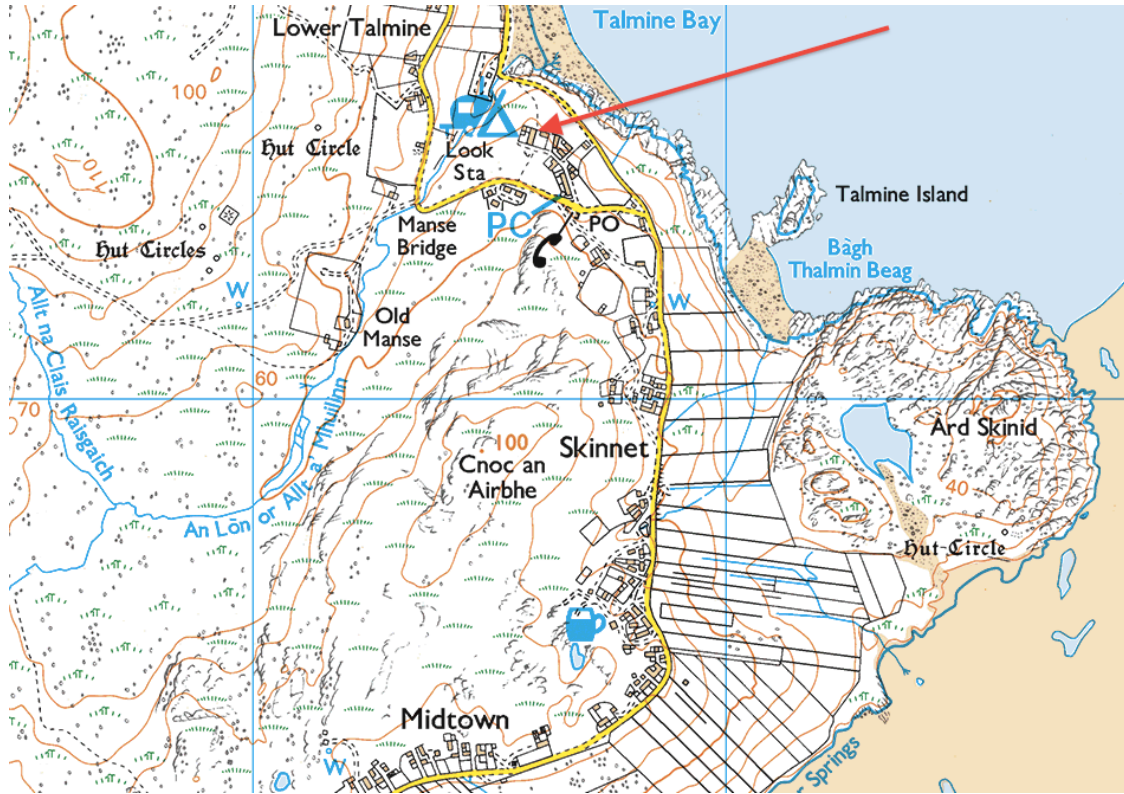 Talmine Bay
Lower Talmine
100
110
Hut Circle
Look
Sta
Talmine Island
Manse
Bridge
PC
PO
Hut Circles
Bàgh
Thalmin Beag
W
W
Old
Manse
Allt na Clais Raisgaich
60
70
Ard Skinid
100
Skinnet
Cnoc an
Airbhe
40
An Lòn or Allt a Mhuilinn
Hut Circle
Midtown
W
Springs